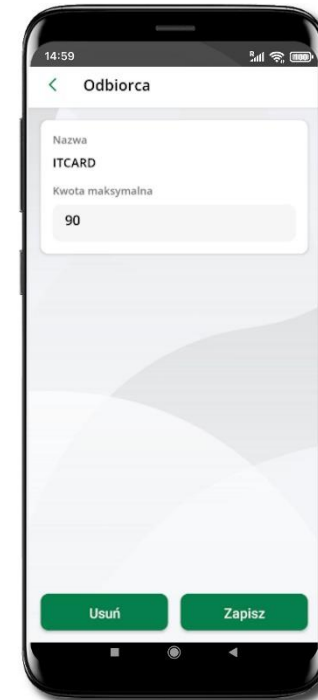 14:59
Odbiorca
Nazwa
ITCARD
Kwota maksymalna
90
Usuń
Zapisz